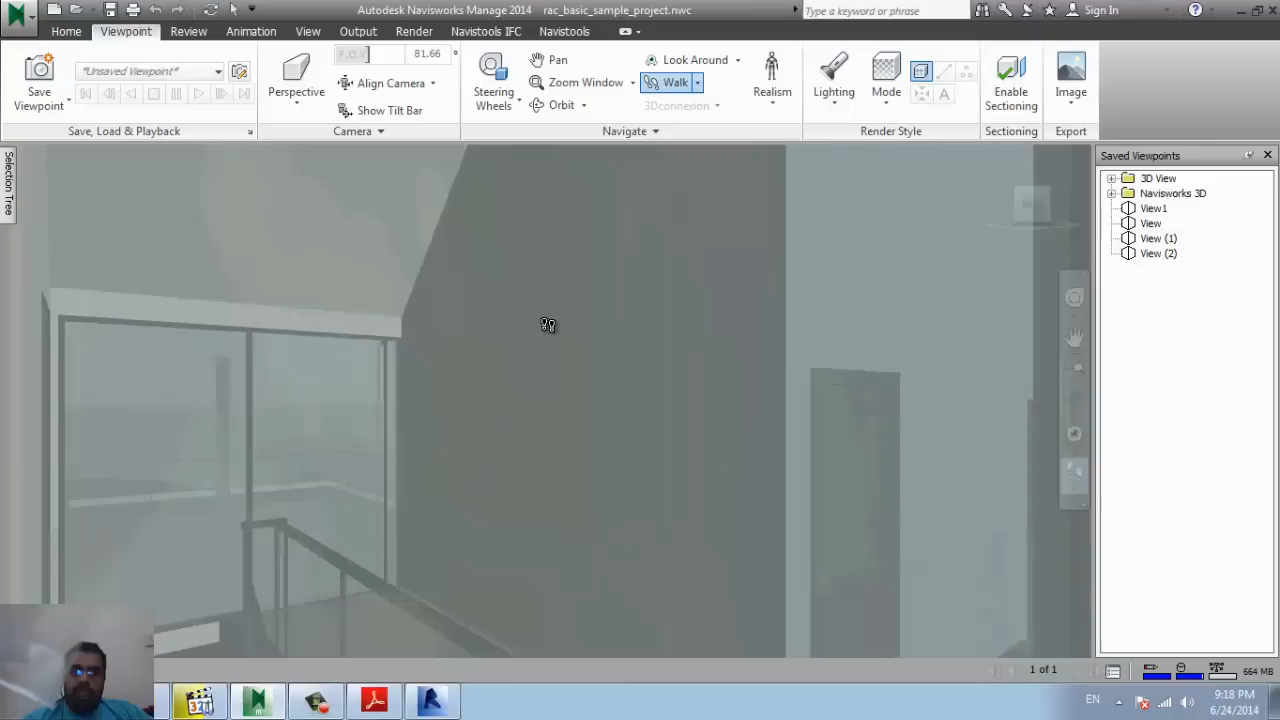 Autodesk Navisworks Manage 2014 rac_basic_sample_project.nwc
Type a keyword or phrase
Sign In
Home Viewpoint Review Animation View Output Render Navistools IFC Navistools
Save Viewpoint
*Unsaved Viewpoint*
Perspective
F.O.V. 81.66 °
Align Camera
Show Tilt Bar
Steering Wheels
Pan
Zoom Window
Orbit
Look Around
Walk
3Dconnexion
Realism
Lighting
Mode
A
Enable Sectioning
Image
Save, Load & Playback
Camera
Navigate
Render Style
Sectioning
Export
Selection Tree
Saved Viewpoints
3D View
Navisworks 3D
View1
View
View (1)
View (2)
1 of 1
664 MB
321
EN
9:18 PM
6/24/2014